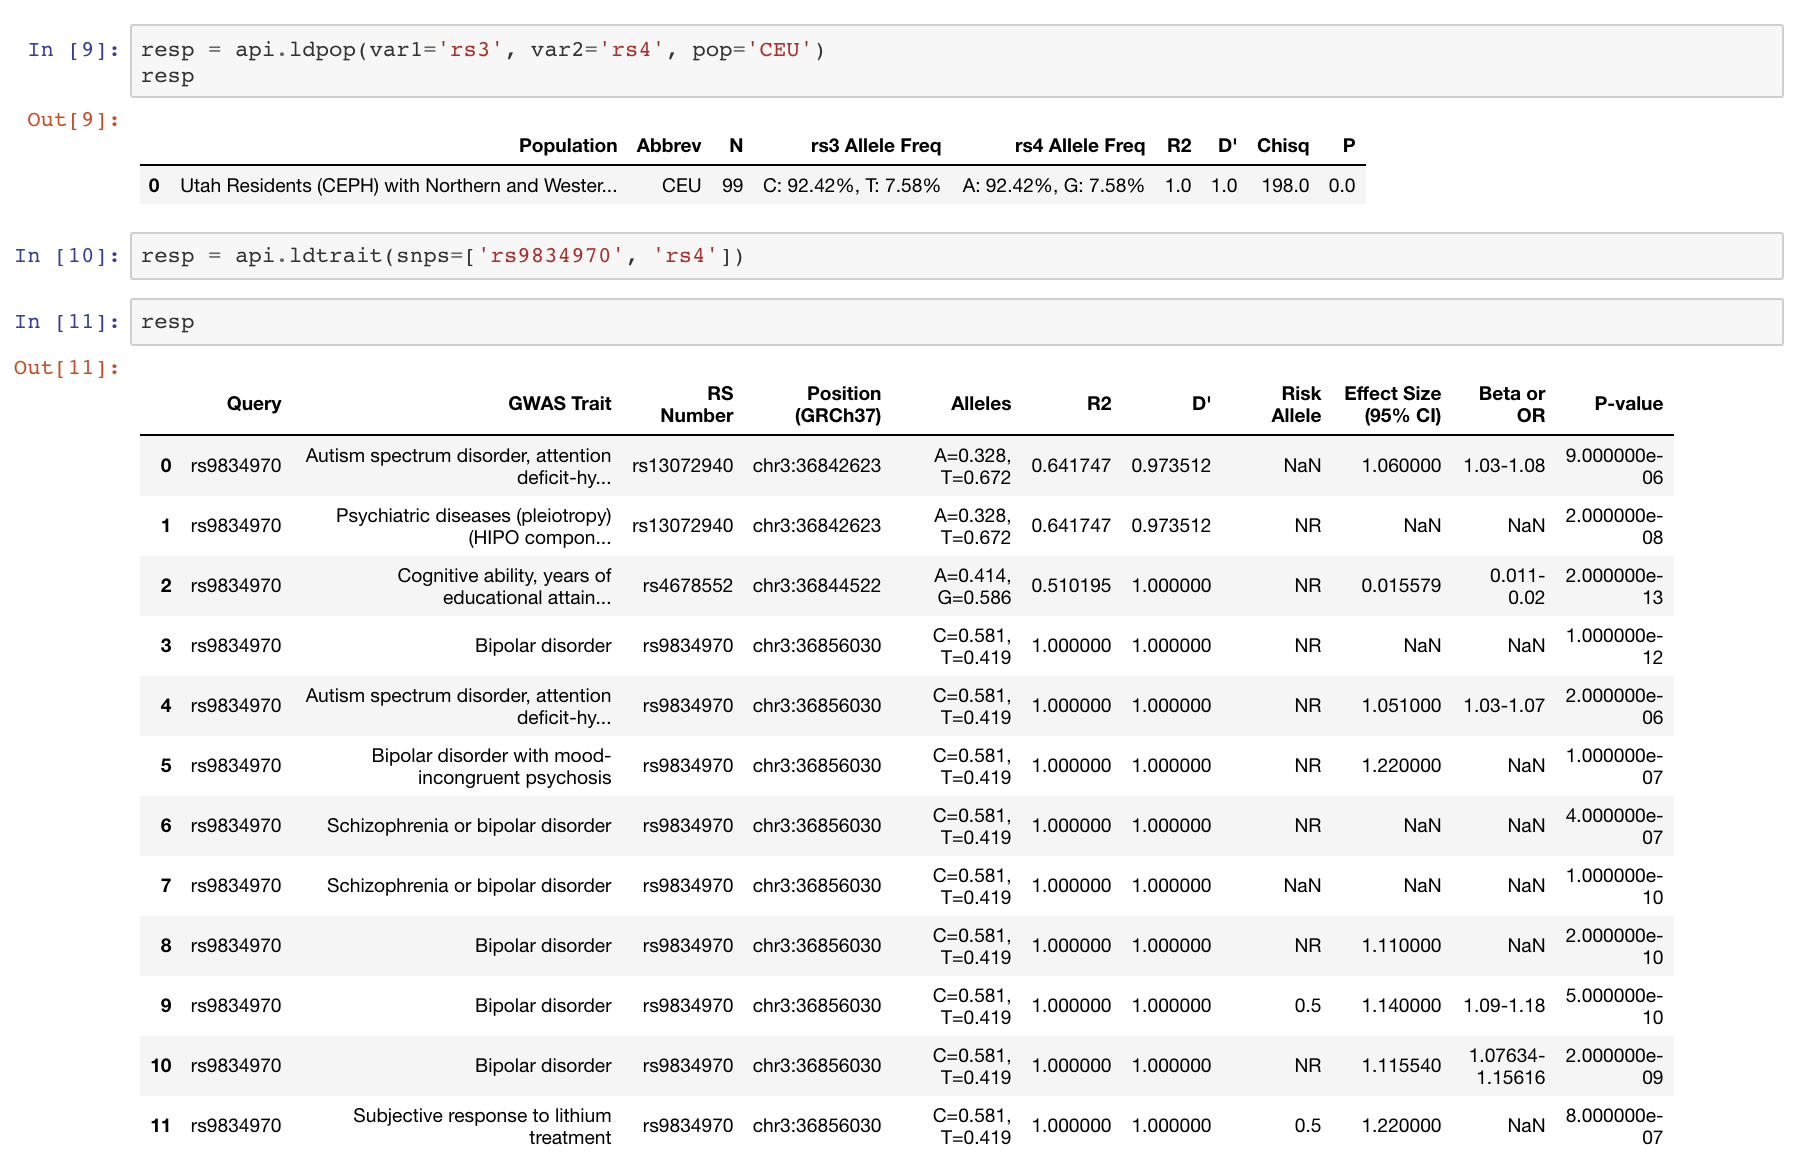 In [9]: resp = api.ldpop(var1='rs3', var2='rs4', pop='CEU')
resp
Out[9]:
Population Abbrev N rs3 Allele Freq rs4 Allele Freq R2 D' Chisq P
0 Utah Residents (CEPH) with Northern and Wester... CEU 99 C: 92.42%, T: 7.58% A: 92.42%, G: 7.58% 1.0 1.0 198.0 0.0
In [10]: resp = api.ldtrait(snps=['rs9834970', 'rs4'])
In [11]: resp
Out[11]:
Query GWAS Trait RS Number Position (GRCh37) Alleles R2 D' Risk Allele Effect Size (95% CI) Beta or OR P-value
0 rs9834970 Autism spectrum disorder, attention deficit-hy... rs13072940 chr3:36842623 A=0.328, T=0.672 0.641747 0.973512 NaN 1.060000 1.03-1.08 9.000000e-06
1 rs9834970 Psychiatric diseases (pleiotropy) (HIPO compon... rs13072940 chr3:36842623 A=0.328, T=0.672 0.641747 0.973512 NR NaN NaN 2.000000e-08
2 rs9834970 Cognitive ability, years of educational attain... rs4678552 chr3:36844522 A=0.414, G=0.586 0.510195 1.000000 NR 0.015579 0.011-0.02 2.000000e-13
3 rs9834970 Bipolar disorder rs9834970 chr3:36856030 C=0.581, T=0.419 1.000000 1.000000 NR NaN NaN 1.000000e-12
4 rs9834970 Autism spectrum disorder, attention deficit-hy... rs9834970 chr3:36856030 C=0.581, T=0.419 1.000000 1.000000 NR 1.051000 1.03-1.07 2.000000e-06
5 rs9834970 Bipolar disorder with mood-incongruent psychosis rs9834970 chr3:36856030 C=0.581, T=0.419 1.000000 1.000000 NR 1.220000 NaN 1.000000e-07
6 rs9834970 Schizophrenia or bipolar disorder rs9834970 chr3:36856030 C=0.581, T=0.419 1.000000 1.000000 NR NaN NaN 4.000000e-07
7 rs9834970 Schizophrenia or bipolar disorder rs9834970 chr3:36856030 C=0.581, T=0.419 1.000000 1.000000 NaN NaN NaN 1.000000e-10
8 rs9834970 Bipolar disorder rs9834970 chr3:36856030 C=0.581, T=0.419 1.000000 1.000000 NR 1.110000 NaN 2.000000e-10
9 rs9834970 Bipolar disorder rs9834970 chr3:36856030 C=0.581, T=0.419 1.000000 1.000000 0.5 1.140000 1.09-1.18 5.000000e-10
10 rs9834970 Bipolar disorder rs9834970 chr3:36856030 C=0.581, T=0.419 1.000000 1.000000 NR 1.115540 1.07634-1.15616 2.000000e-09
11 rs9834970 Subjective response to lithium treatment rs9834970 chr3:36856030 C=0.581, T=0.419 1.000000 1.000000 0.5 1.220000 NaN 8.000000e-07